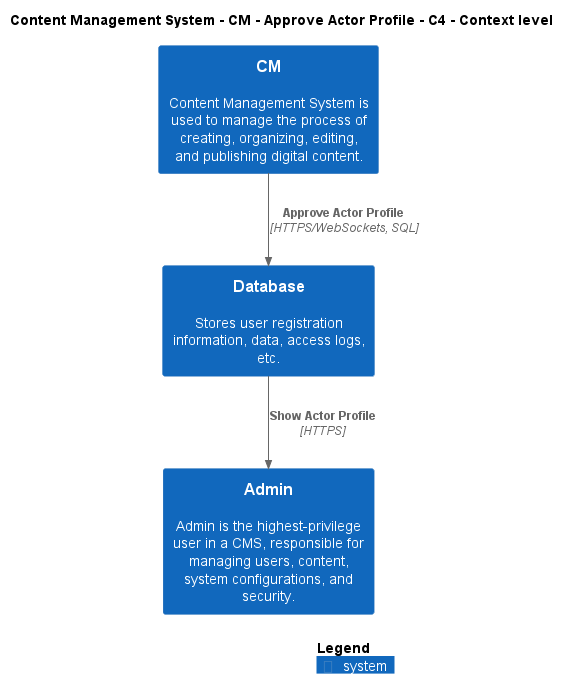 Content Management System - CM - Approve Actor Profile - C4 - Context level
CM
Content Management System is
used to manage the process of
creating, organizing, editing,
and publishing digital content.
Approve Actor Profile
[HTTPS/WebSockets, SQL]
Database
Stores user registration
information, data, access logs,
etc.
Show Actor Profile
[HTTPS]
Admin
Admin is the highest-privilege
user in a CMS, responsible for
managing users, content,
system configurations, and
security.
Legend
system